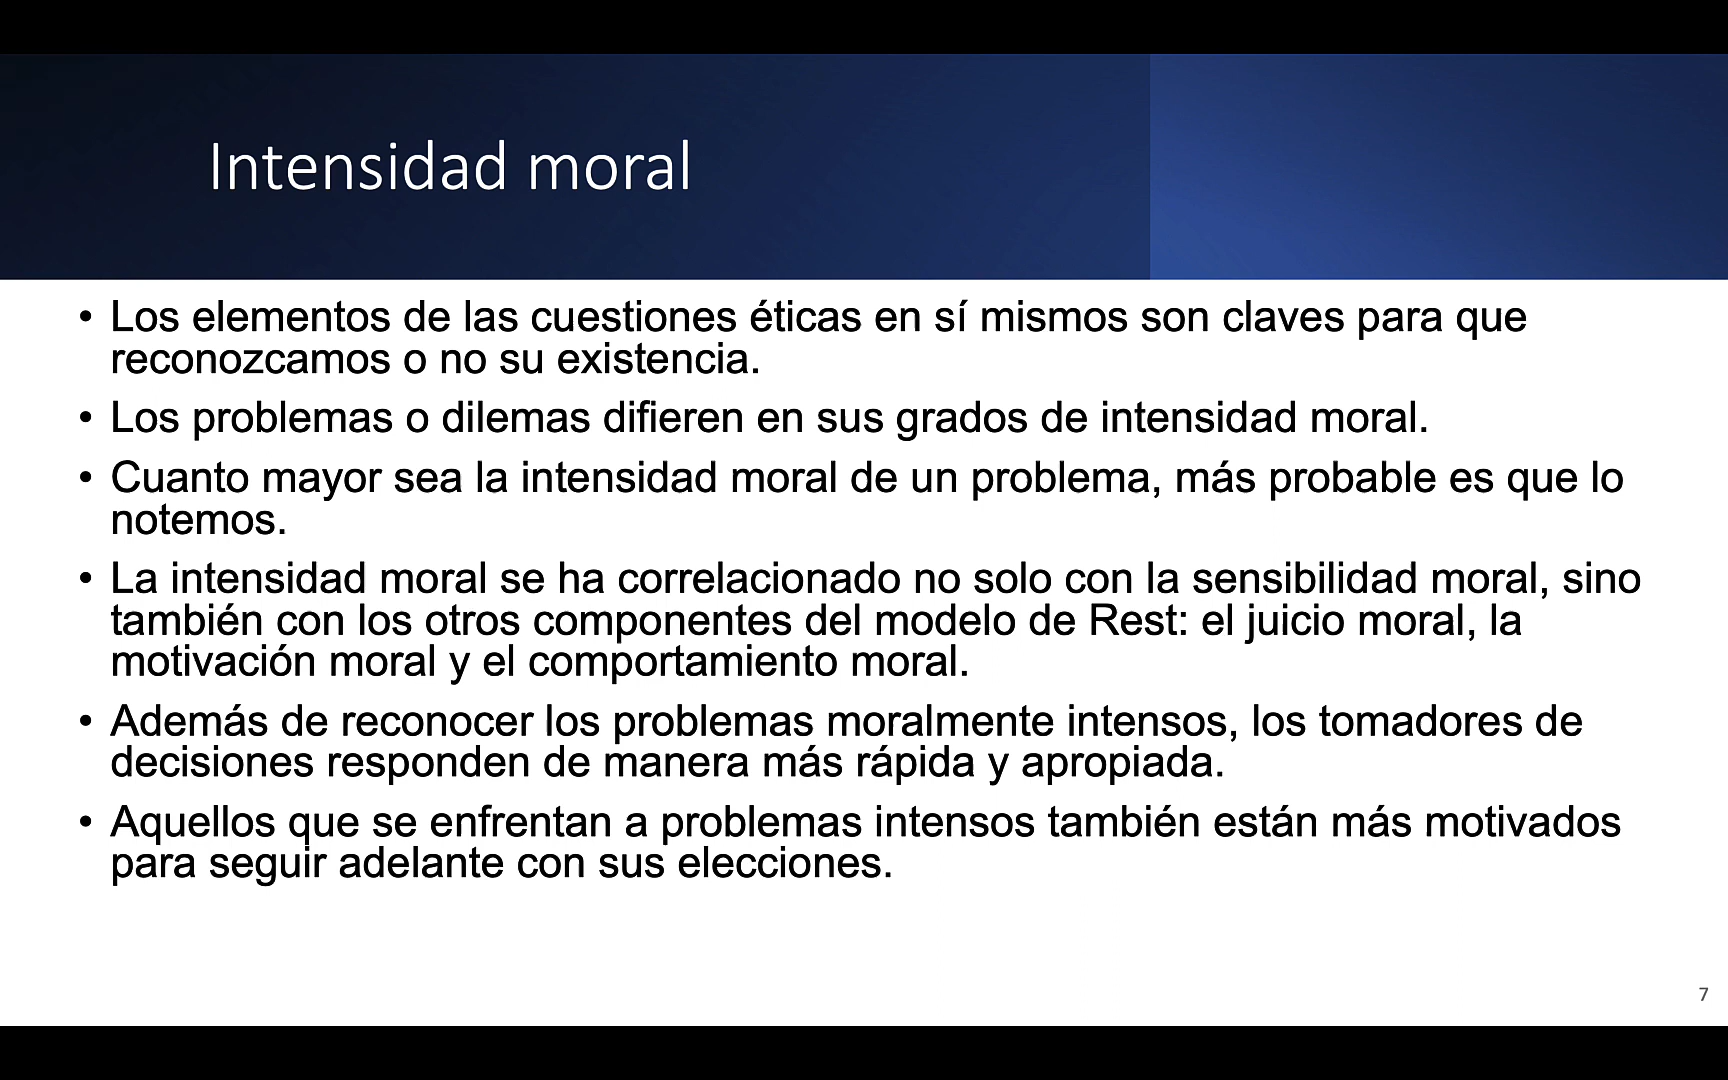 Intensidad moral
• Los elementos de las cuestiones éticas en sí mismos son claves para que
reconozcamos o no su existencia.
• Los problemas o dilemas difieren en sus grados de intensidad moral.
• Cuanto mayor sea la intensidad moral de un problema, más probable es que lo
notemos.
• La intensidad moral se ha correlacionado no solo con la sensibilidad moral, sino
también con los otros componentes del modelo de Rest: el juicio moral, la
motivación moral y el comportamiento moral.
• Además de reconocer los problemas moralmente intensos, los tomadores de
decisiones responden de manera más rápida y apropiada.
• Aquellos que se enfrentan a problemas intensos también están más motivados
para seguir adelante con sus elecciones.
7